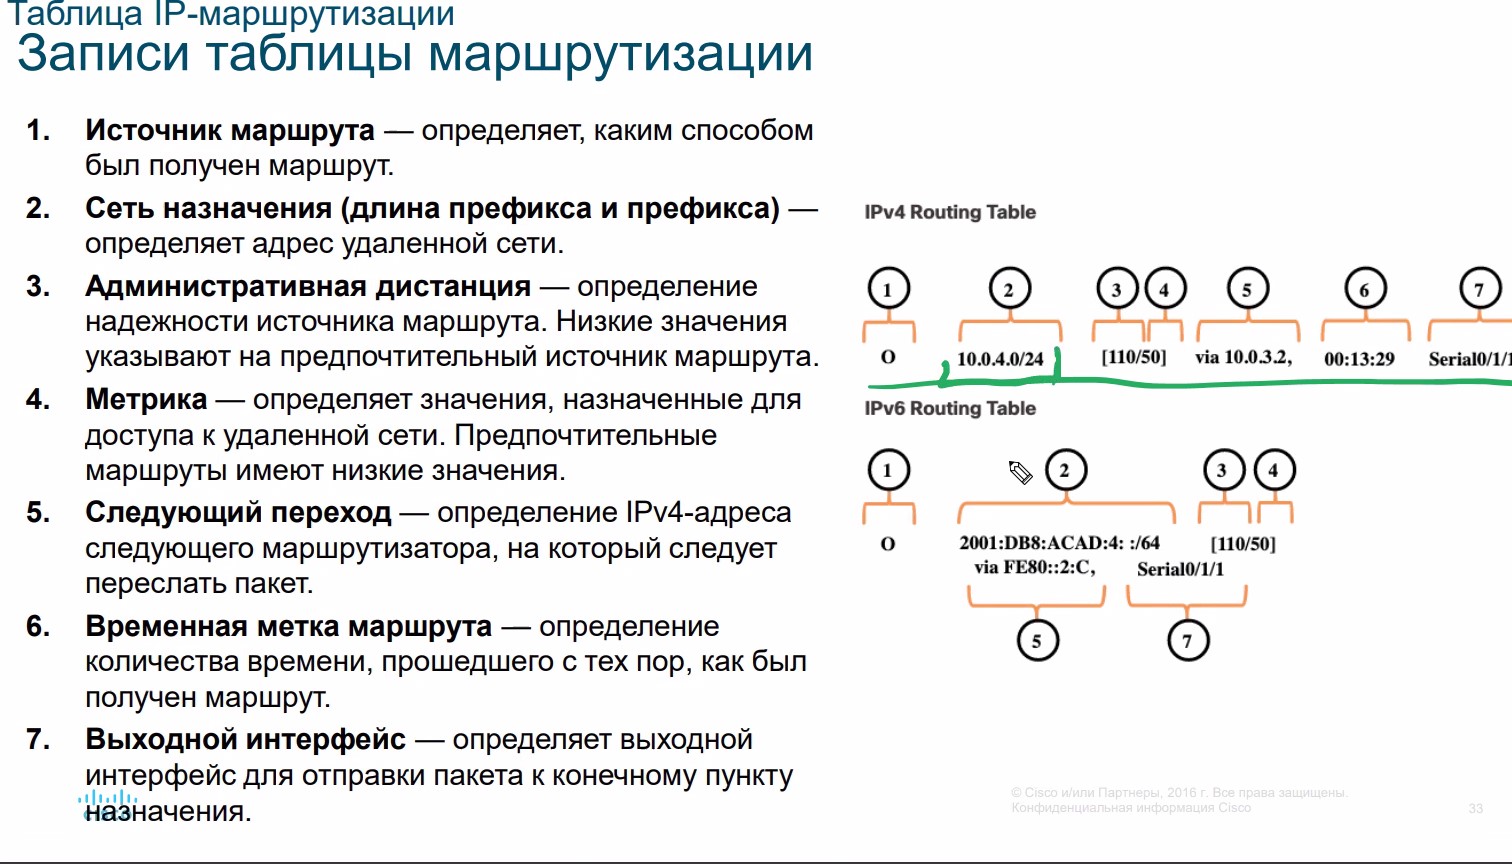 Таблица IP-маршрутизации
Записи таблицы маршрутизации
1. Источник маршрута — определяет, каким способом
был получен маршрут.
2. Сеть назначения (длина префикса и префикса) —
определяет адрес удаленной сети.
3. Административная дистанция — определение
надежности источника маршрута. Низкие значения
указывают на предпочтительный источник маршрута.
4. Метрика — определяет значения, назначенные для
доступа к удаленной сети. Предпочтительные
маршруты имеют низкие значения.
5. Следующий переход — определение IPv4-адреса
следующего маршрутизатора, на который следует
переслать пакет.
6. Временная метка маршрута — определение
количества времени, прошедшего с тех пор, как был
получен маршрут.
7. Выходной интерфейс — определяет выходной
интерфейс для отправки пакета к конечному пункту
назначения.
IPv4 Routing Table
1 2 3 4 5 6 7
O 10.0.4.0/24 [110/50] via 10.0.3.2, 00:13:29 Serial0/1/1
IPv6 Routing Table
1 2 3 4
O 2001:DB8:ACAD:4: :/64 [110/50]
via FE80::2:C, Serial0/1/1
5 7
cisco
© Cisco и/или Партнеры, 2016 г. Все права защищены.
Конфиденциальная информация Cisco
33